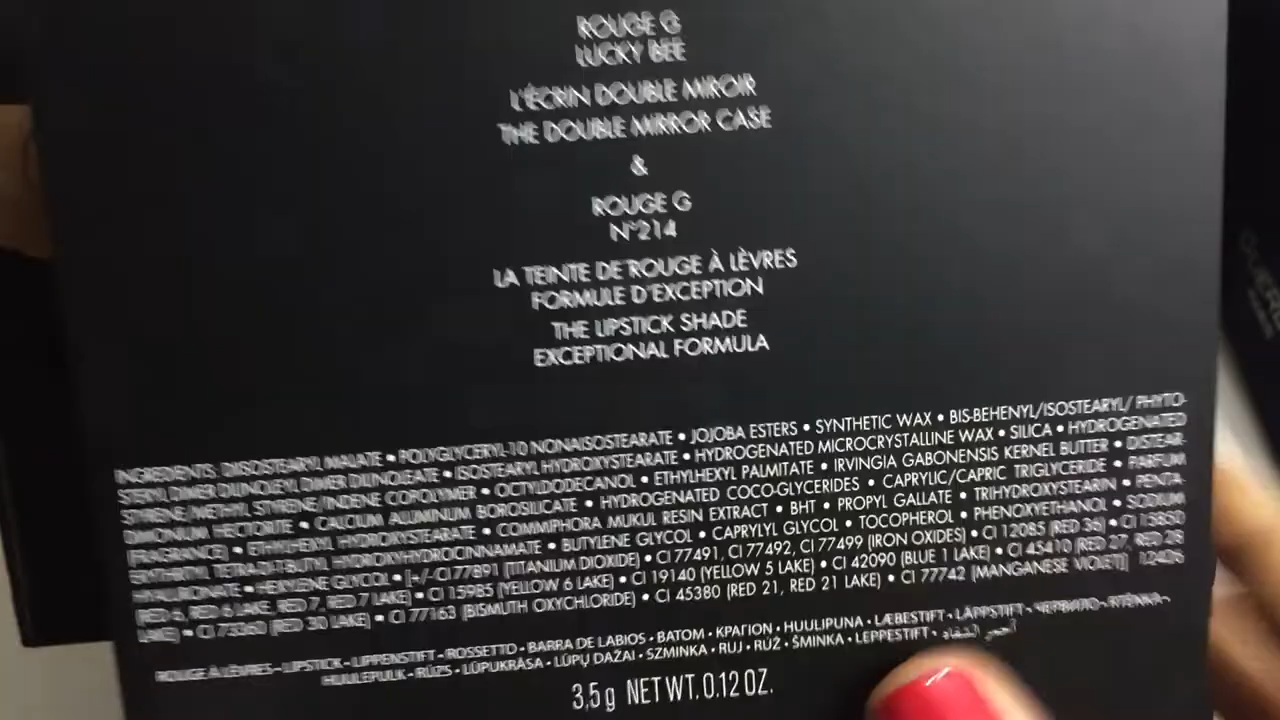 ROUGE G
LUCKY BEE
L'ÉCRIN DOUBLE MIROIR
THE DOUBLE MIRROR CASE
&
ROUGE G
N°214
LA TEINTE DE ROUGE À LÈVRES
FORMULE D'EXCEPTION
THE LIPSTICK SHADE
EXCEPTIONAL FORMULA
INGREDIENTS: DIISOSTEARYL MALATE • POLYGLYCERYL-10 NONAISOSTEARATE • JOJOBA ESTERS • SYNTHETIC WAX • BIS-BEHENYL/ISOSTEARYL/ PHYTO-
STERYL DIMER DILINOLEYL DIMER DILINOLEATE • ISOSTEARYL HYDROXYSTEARATE • HYDROGENATED MICROCRYSTALLINE WAX • SILICA • HYDROGENATED
STYRENE/METHYL STYRENE/INDENE COPOLYMER • OCTYLDODECANOL • ETHYLHEXYL PALMITATE • IRVINGIA GABONENSIS KERNEL BUTTER • DISTEAR-
DIMONIUM HECTORITE • CALCIUM ALUMINUM BOROSILICATE • HYDROGENATED COCO-GLYCERIDES • CAPRYLIC/CAPRIC TRIGLYCERIDE • PARFUM
(FRAGRANCE) • ETHYLHEXYL HYDROXYSTEARATE • COMMIPHORA MUKUL RESIN EXTRACT • BHT • PROPYL GALLATE • TRIHYDROXYSTEARIN • PENTA-
ERYTHRITYL TETRA-DI-T-BUTYL HYDROXYHYDROCINNAMATE • BUTYLENE GLYCOL • CAPRYLYL GLYCOL • TOCOPHEROL • PHENOXYETHANOL • SODIUM
HYALURONATE • HEXYLENE GLYCOL • [+/-CI 77891 (TITANIUM DIOXIDE) • CI 77491, CI 77492, CI 77499 (IRON OXIDES) • CI 12085 (RED 36) • CI 15850
(RED 6, RED 6 LAKE, RED 7, RED 7 LAKE) • CI 15985 (YELLOW 6 LAKE) • CI 19140 (YELLOW 5 LAKE) • CI 42090 (BLUE 1 LAKE) • CI 45410 (RED 27, RED 28
LAKE) • CI 73360 (RED 30 LAKE) • CI 77163 (BISMUTH OXYCHLORIDE) • CI 45380 (RED 21, RED 21 LAKE) • CI 77742 (MANGANESE VIOLET)]
ROUGE À LÈVRES - LIPSTICK - LIPPENSTIFT - ROSSETTO - BARRA DE LABIOS - BATOM - ΚΡΑΓΙΟΝ - HUULIPUNA - LÆBESTIFT - LÄPPSTIFT -
HUULEPULK - RŪZS - LŪPUKRĀSA - LŪPŲ DAŽAI - SZMINKA - RUJ - RÚŽ - ŠMINKA - LEPPESTIFT - أحمر الشفاه
3,5 g NET WT. 0.12 OZ.